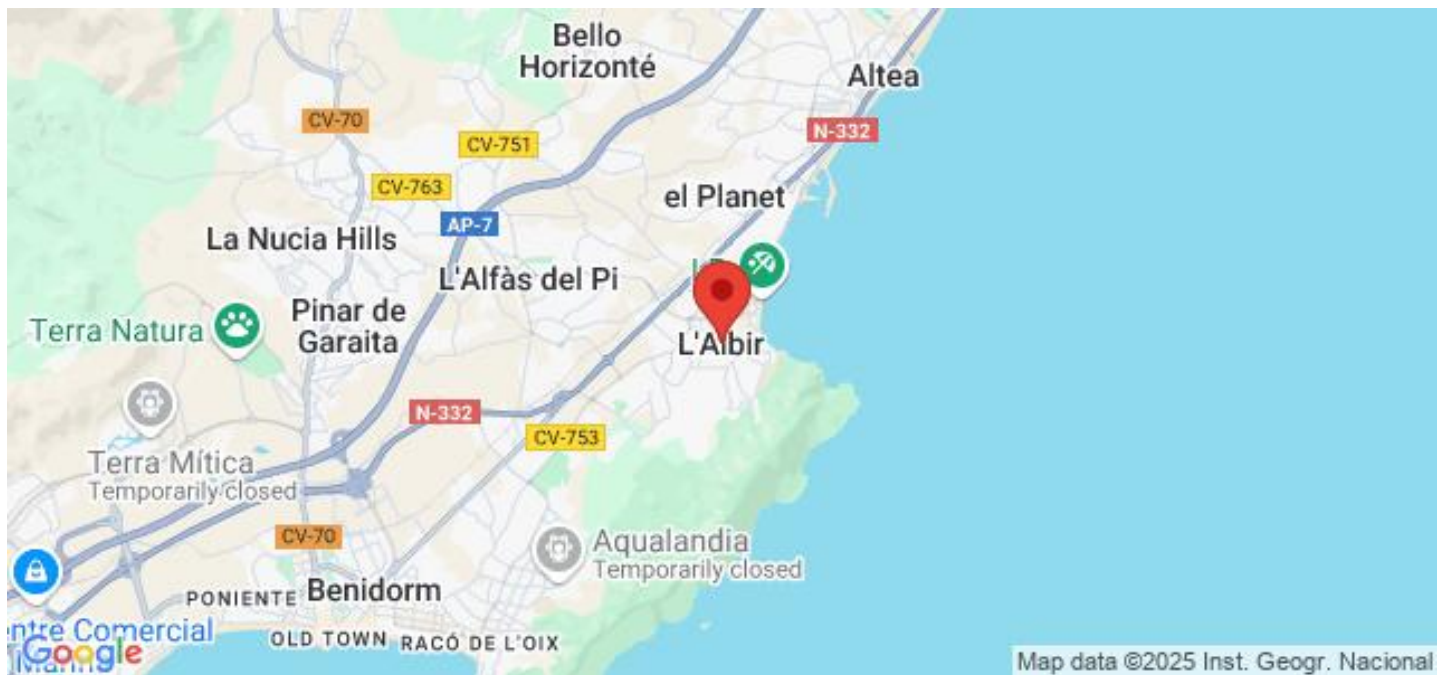 Bello
Horizonté
Altea
CV-70
N-332
CV-751
CV-763
el Planet
AP-7
La Nucia Hills
L'Alfàs del Pi
Pinar de
Garaita
Terra Natura
L'Albir
N-332
CV-753
Terra Mítica
Temporarily closed
CV-70
Aqualandia
Temporarily closed
PONIENTE
Benidorm
OLD TOWN
RACÓ DE L'OIX
entre Comercial
Google
Map data ©2025 Inst. Geogr. Nacional